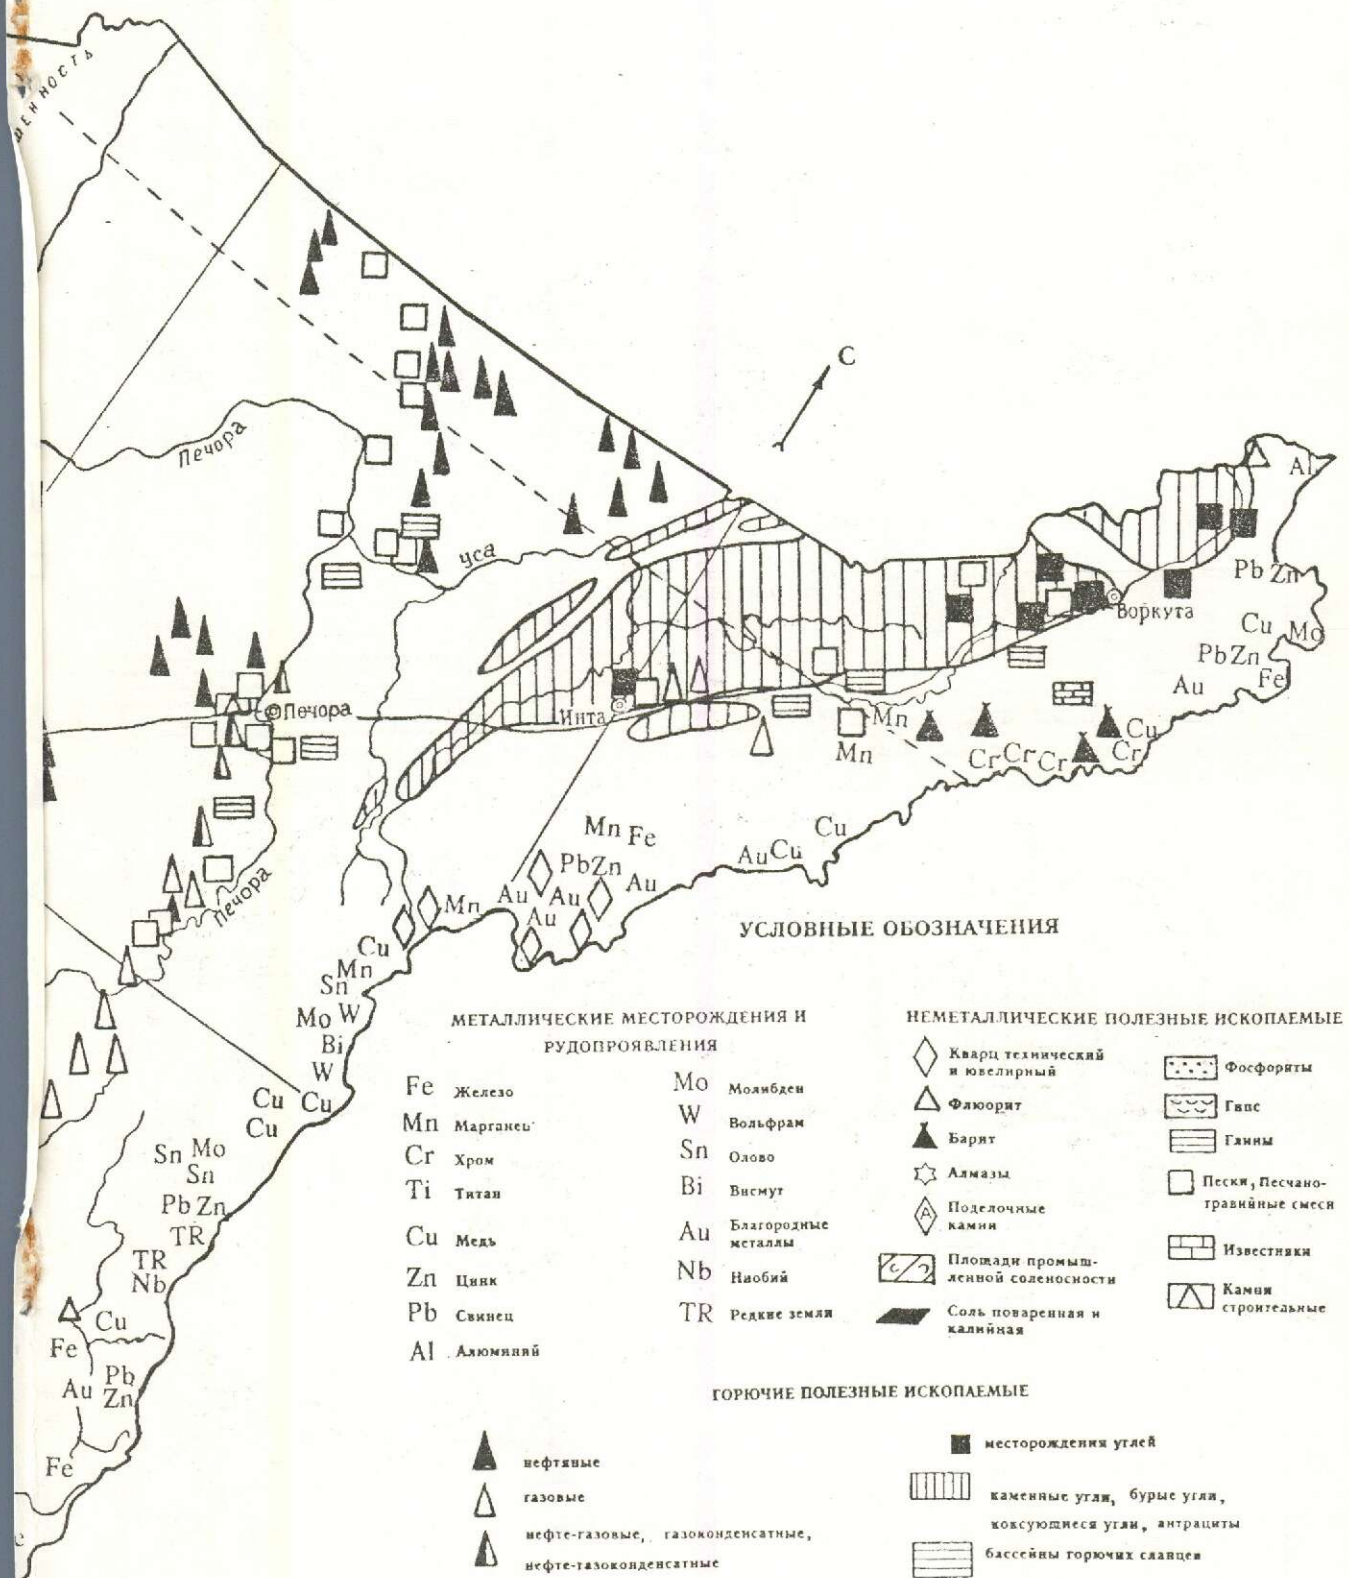 С
Печора
Уса
Al
Pb Zn
Воркута
Cu
Mo
Pb Zn
Fe
Au
Печора
Инта
Mn
Mn
Cu
Cr Cr Cr Cr
Mn Fe
Cu
Au Cu
Pb Zn
Au Au Au
Au
Mn
Печора
Cu
Mn
Sn
Mo W
Bi
W
Cu Cu
Cu
Sn Mo
Sn
Pb Zn
TR
TR
Nb
Cu
Fe
Pb
Au Zn
Fe
УСЛОВНЫЕ ОБОЗНАЧЕНИЯ
МЕТАЛЛИЧЕСКИЕ МЕСТОРОЖДЕНИЯ И
РУДОПРОЯВЛЕНИЯ
Fe Железо
Mn Марганец
Cr Хром
Ti Титан
Cu Медь
Zn Цинк
Pb Свинец
Al Алюминий
Mo Молибден
W Вольфрам
Sn Олово
Bi Висмут
Au Благородные
металлы
Nb Ниобий
TR Редкие земли
НЕМЕТАЛЛИЧЕСКИЕ ПОЛЕЗНЫЕ ИСКОПАЕМЫЕ
Кварц технический
и ювелирный
Флюорит
Барит
Алмазы
А Поделочные
камни
Площади промыш-
ленной соленосности
Соль поваренная и
калийная
Фосфориты
Гипс
Глины
Пески, Песчано-
гравийные смеси
Известняки
Камни
строительные
ГОРЮЧИЕ ПОЛЕЗНЫЕ ИСКОПАЕМЫЕ
нефтяные
газовые
нефте-газовые, газоконденсатные,
нефте-газоконденсатные
месторождения углей
каменные угли, бурые угли,
коксующиеся угли, антрациты
бассейны горючих сланцев